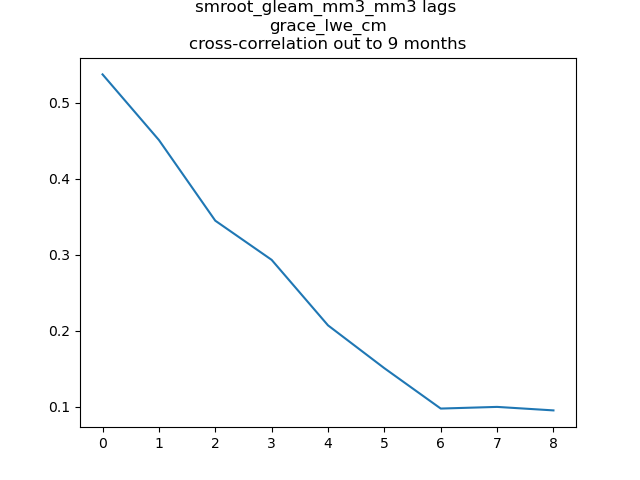 smroot_gleam_mm3_mm3 lags
grace_lwe_cm
cross-correlation out to 9 months
0.5
0.4
0.3
0.2
0.1
0 1 2 3 4 5 6 7 8